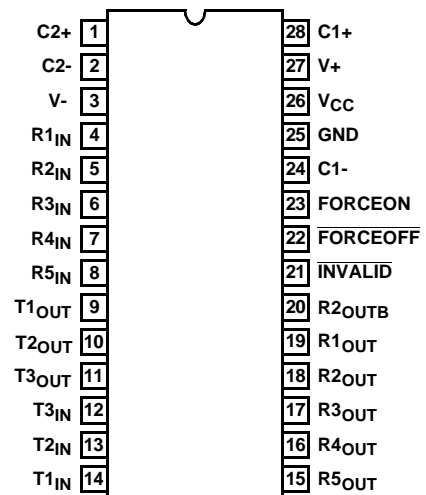 C2+ 1 28 C1+
C2- 2 27 V+
V- 3 26 VCC
R1IN 4 25 GND
R2IN 5 24 C1-
R3IN 6 23 FORCEON
R4IN 7 22 FORCEOFF
R5IN 8 21 INVALID
T1OUT 9 20 R2OUTB
T2OUT 10 19 R1OUT
T3OUT 11 18 R2OUT
T3IN 12 17 R3OUT
T2IN 13 16 R4OUT
T1IN 14 15 R5OUT